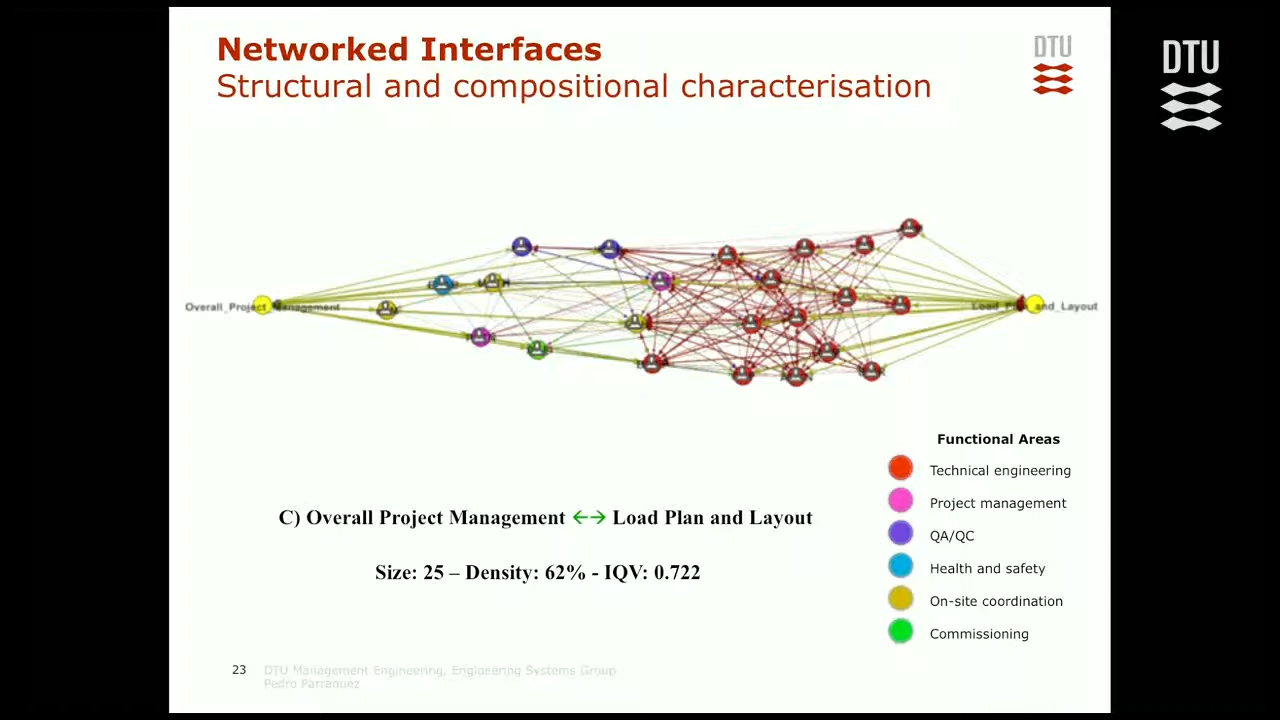 Networked Interfaces
Structural and compositional characterisation
DTU
DTU
Overall_Project_Management
Load_Plan_and_Layout
Functional Areas
Technical engineering
Project management
QA/QC
Health and safety
On-site coordination
Commissioning
C) Overall Project Management ←→ Load Plan and Layout
Size: 25 – Density: 62% - IQV: 0.722
23 DTU Management Engineering, Engineering Systems Group
Pedro Parraguez